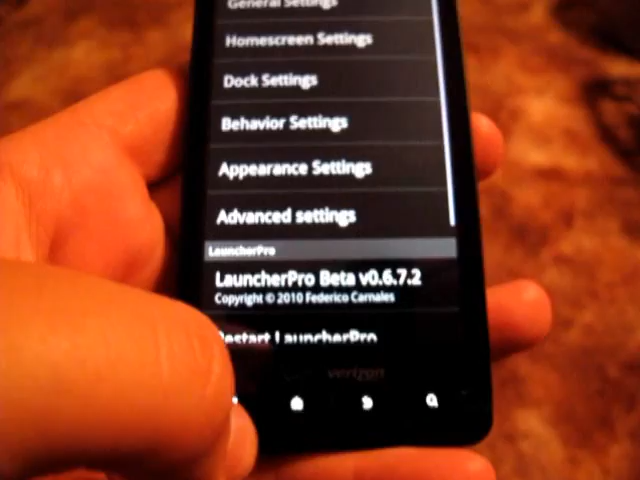 General Settings
Homescreen Settings
Dock Settings
Behavior Settings
Appearance Settings
Advanced settings
LauncherPro
LauncherPro Beta v0.6.7.2
Copyright © 2010 Federico Carnales
Restart LauncherPro
verizon